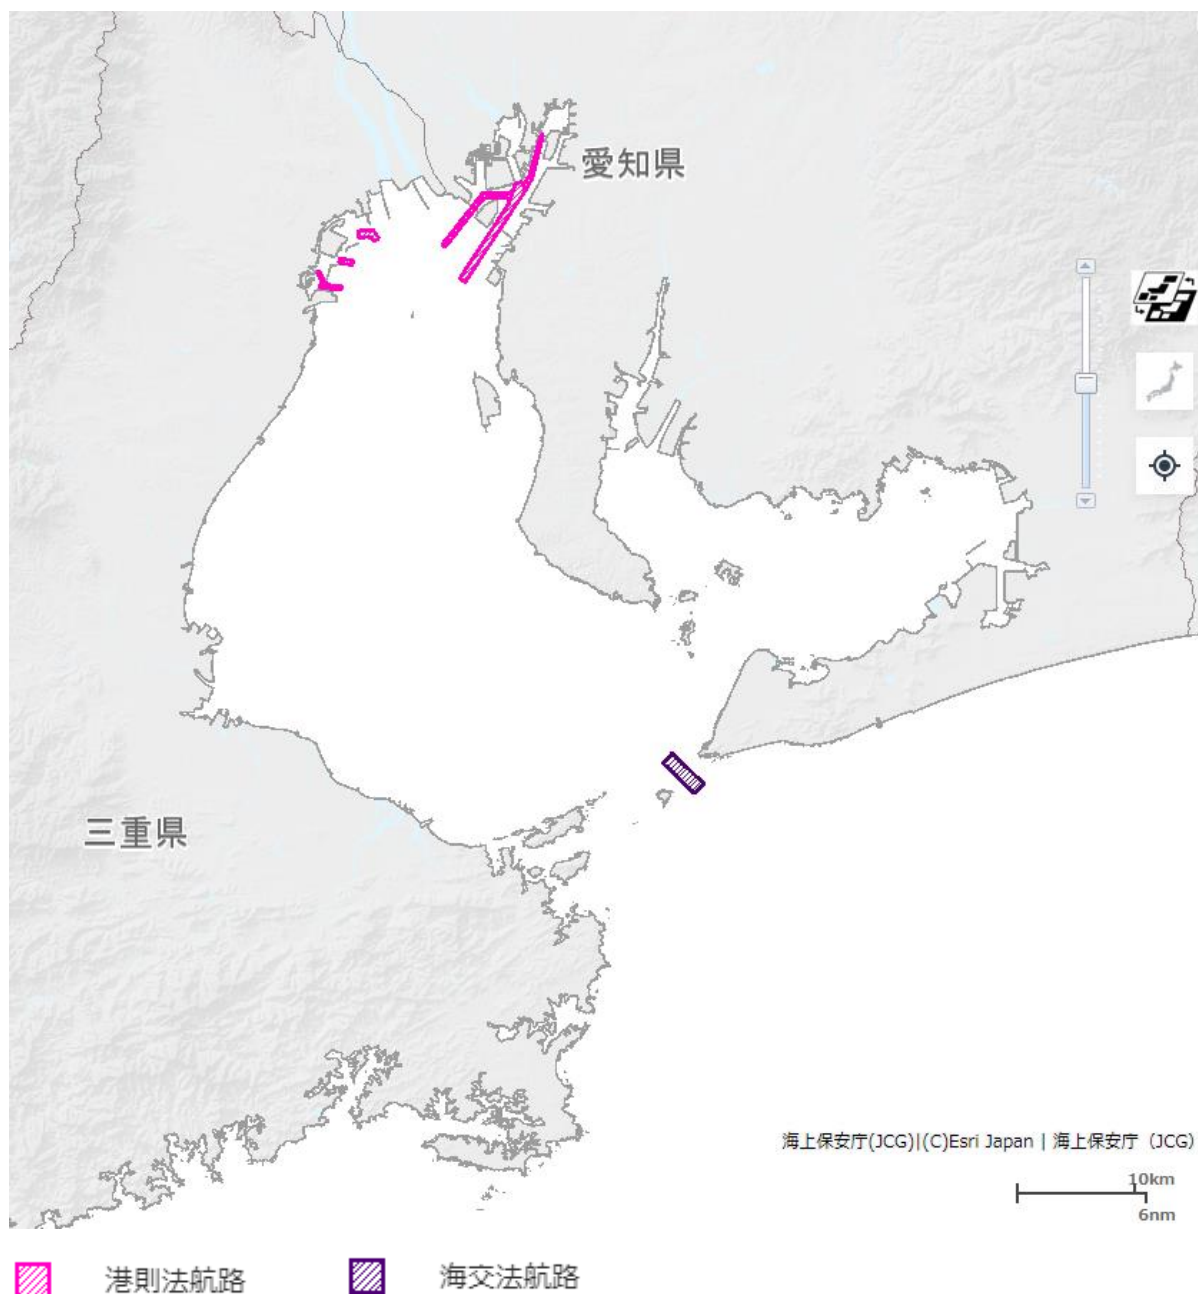 愛知県
三重県
海上保安庁(JCG)|(C)Esri Japan | 海上保安庁 (JCG)
10km
6nm
港則法航路
海交法航路